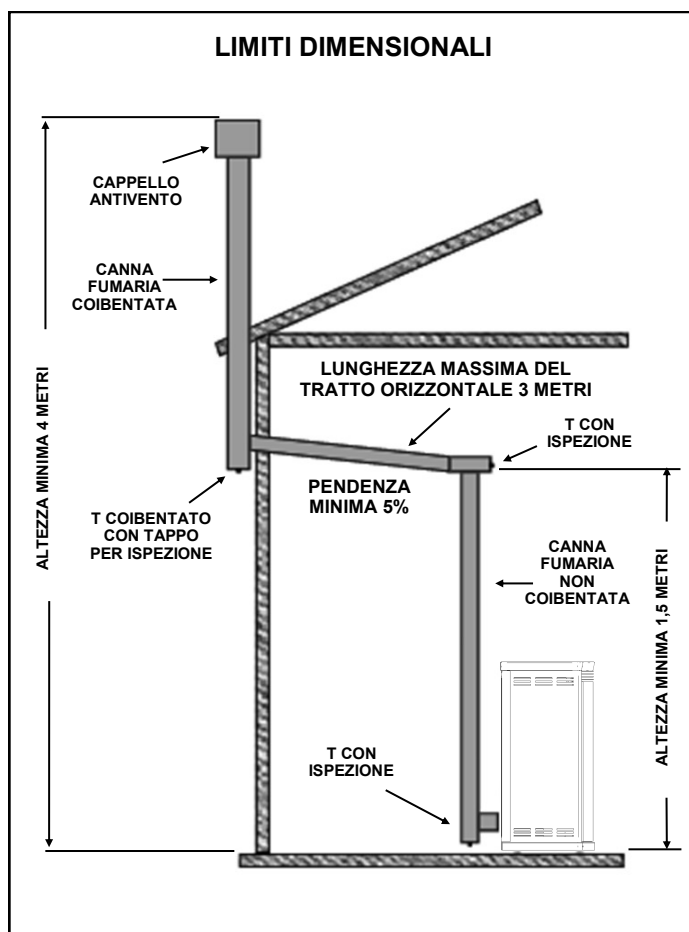 LIMITI DIMENSIONALI
CAPPELLO
ANTIVENTO
CANNA
FUMARIA
COIBENTATA
ALTEZZA MINIMA 4 METRI
LUNGHEZZA MASSIMA DEL
TRATTO ORIZZONTALE 3 METRI
T CON
ISPEZIONE
T COIBENTATO
CON TAPPO
PER ISPEZIONE
PENDENZA
MINIMA 5%
CANNA
FUMARIA
NON
COIBENTATA
ALTEZZA MINIMA 1,5 METRI
T CON
ISPEZIONE